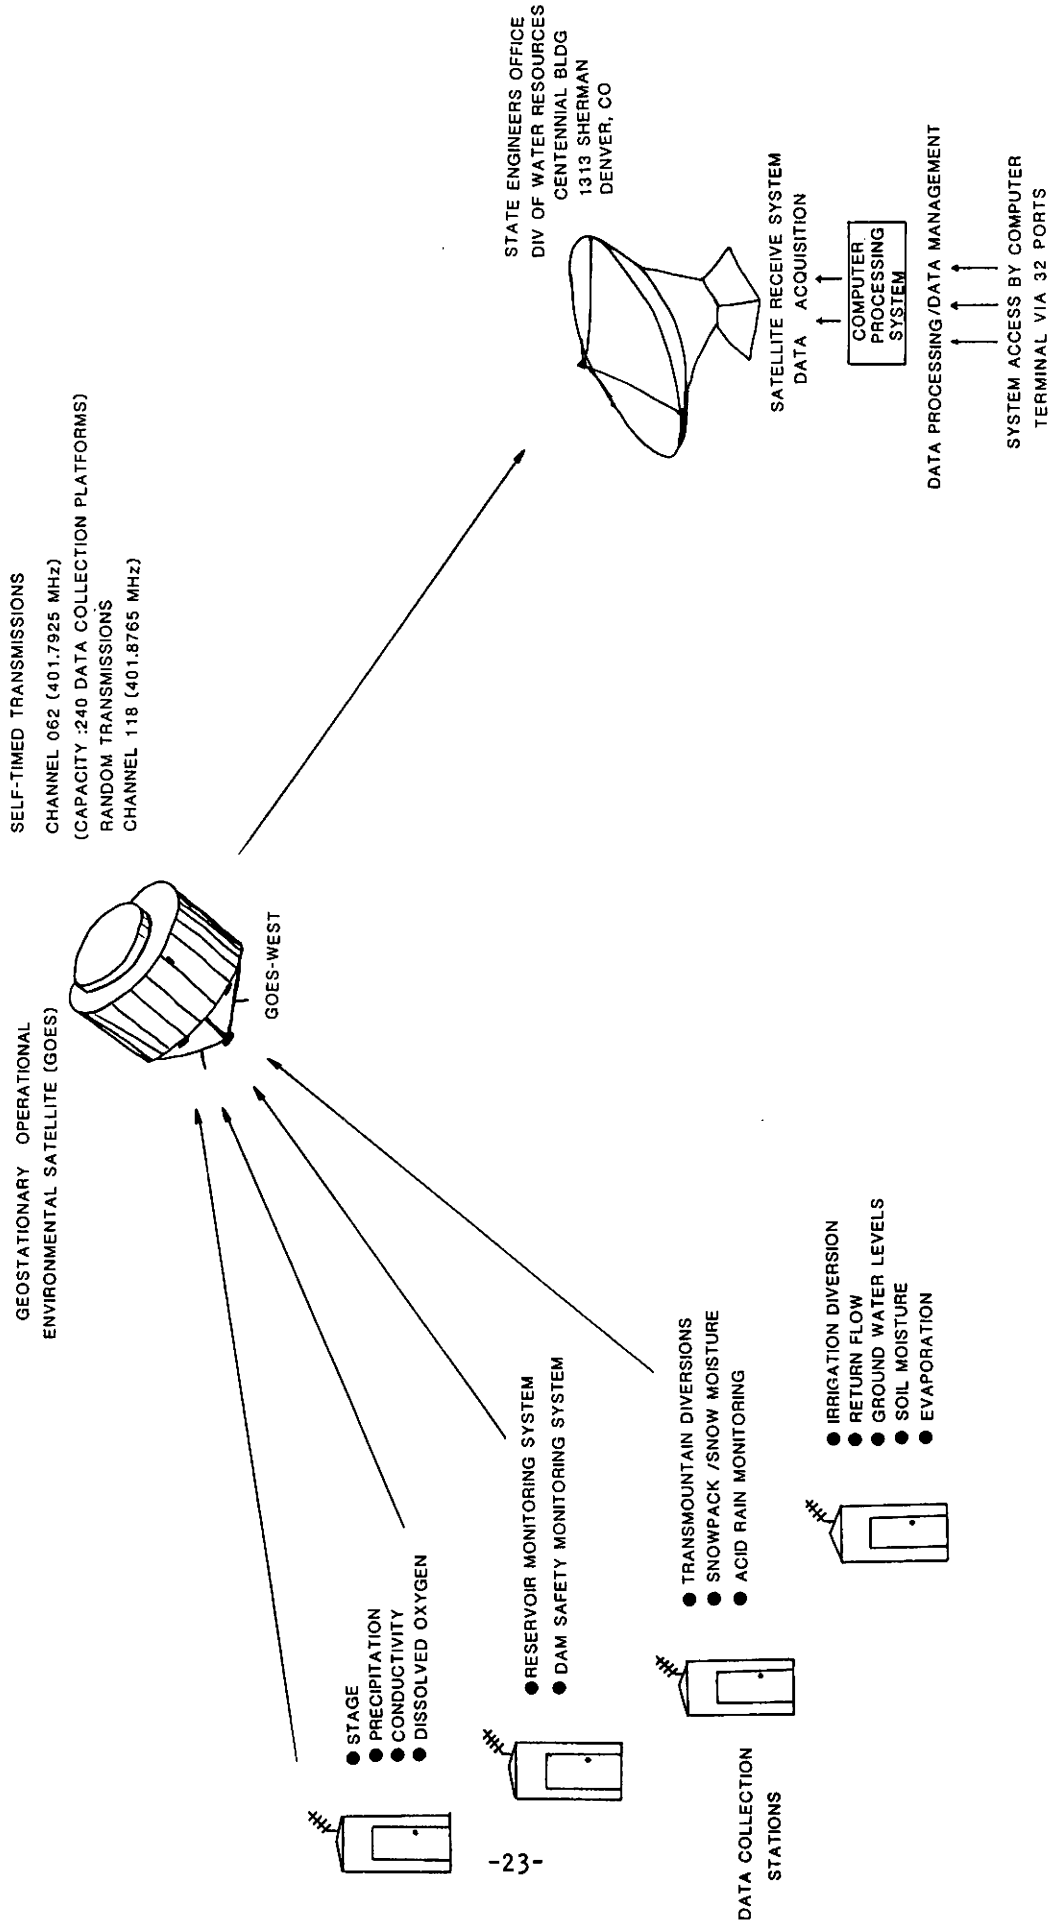 GEOSTATIONARY OPERATIONAL
ENVIRONMENTAL SATELLITE (GOES)
SELF-TIMED TRANSMISSIONS
CHANNEL 062 (401.7925 MHz)
(CAPACITY :240 DATA COLLECTION PLATFORMS)
RANDOM TRANSMISSIONS
CHANNEL 118 (401.8765 MHz)
GOES-WEST
● STAGE
● PRECIPITATION
● CONDUCTIVITY
● DISSOLVED OXYGEN
● RESERVOIR MONITORING SYSTEM
● DAM SAFETY MONITORING SYSTEM
● TRANSMOUNTAIN DIVERSIONS
● SNOWPACK /SNOW MOISTURE
● ACID RAIN MONITORING
● IRRIGATION DIVERSION
● RETURN FLOW
● GROUND WATER LEVELS
● SOIL MOISTURE
● EVAPORATION
DATA COLLECTION
STATIONS
STATE ENGINEERS OFFICE
DIV OF WATER RESOURCES
CENTENNIAL BLDG
1313 SHERMAN
DENVER, CO
SATELLITE RECEIVE SYSTEM
DATA ACQUISITION
COMPUTER
PROCESSING
SYSTEM
DATA PROCESSING/DATA MANAGEMENT
SYSTEM ACCESS BY COMPUTER
TERMINAL VIA 32 PORTS
-23-